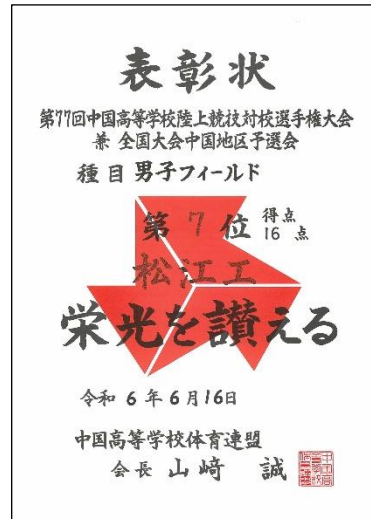 表彰状
第77回中国高等学校陸上競技対校選手権大会
兼 全国大会中国地区予選会
種目 男子フィールド
第 7 位 得点 16 点
松江工
栄光を讃える
令和 6 年 6 月 16 日
中国高等学校体育連盟
会長 山﨑 誠